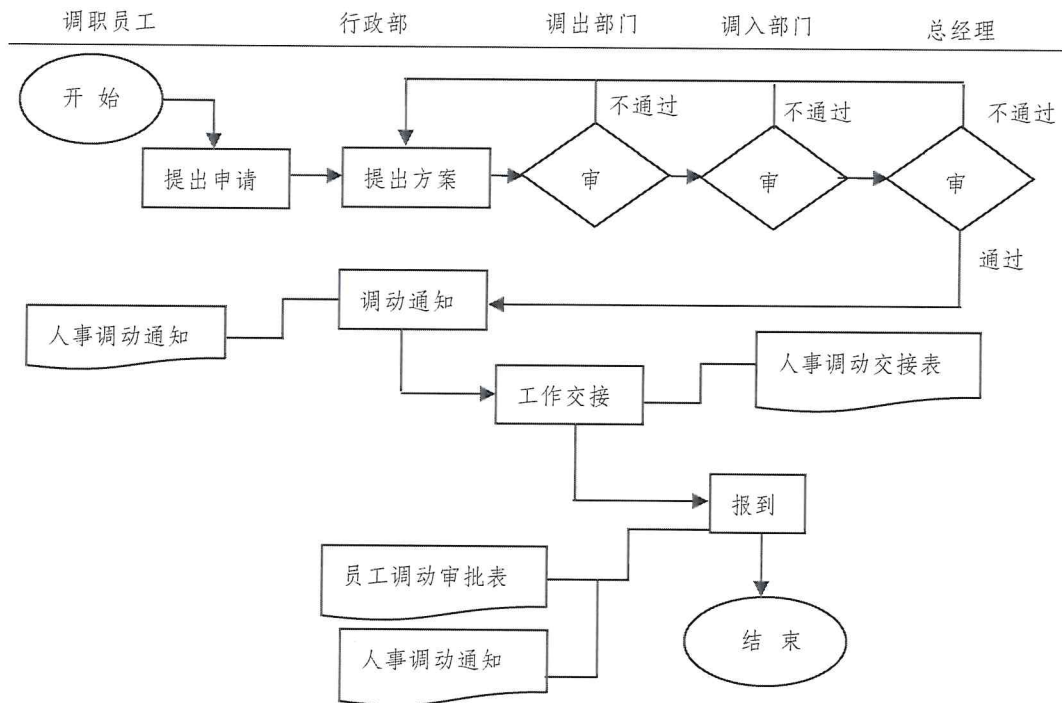 调职员工 行政部 调出部门 调入部门 总经理
开 始
不通过 不通过 不通过
提出申请 提出方案 审 审 审
通过
调动通知
人事调动通知
人事调动交接表
工作交接
报到
员工调动审批表
结 束
人事调动通知